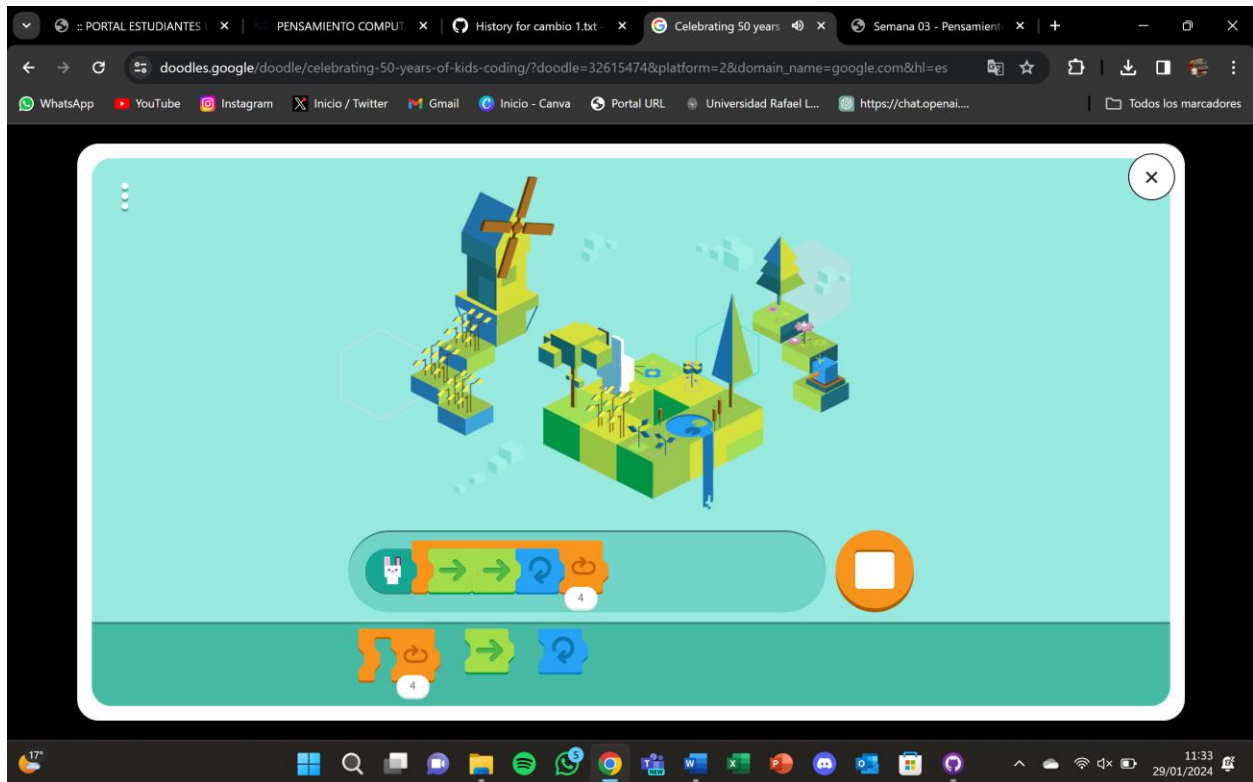 :: PORTAL ESTUDIANTES
PENSAMIENTO COMPUT
History for cambio 1.txt -
Celebrating 50 years
Semana 03 - Pensamient
doodles.google/doodle/celebrating-50-years-of-kids-coding/?doodle=32615474&platform=2&domain_name=google.com&hl=es
WhatsApp
YouTube
Instagram
Inicio / Twitter
Gmail
Inicio - Canva
Portal URL
Universidad Rafael L...
https://chat.openai....
Todos los marcadores
4
4
17°
5
NEW
11:33
29/01/2024